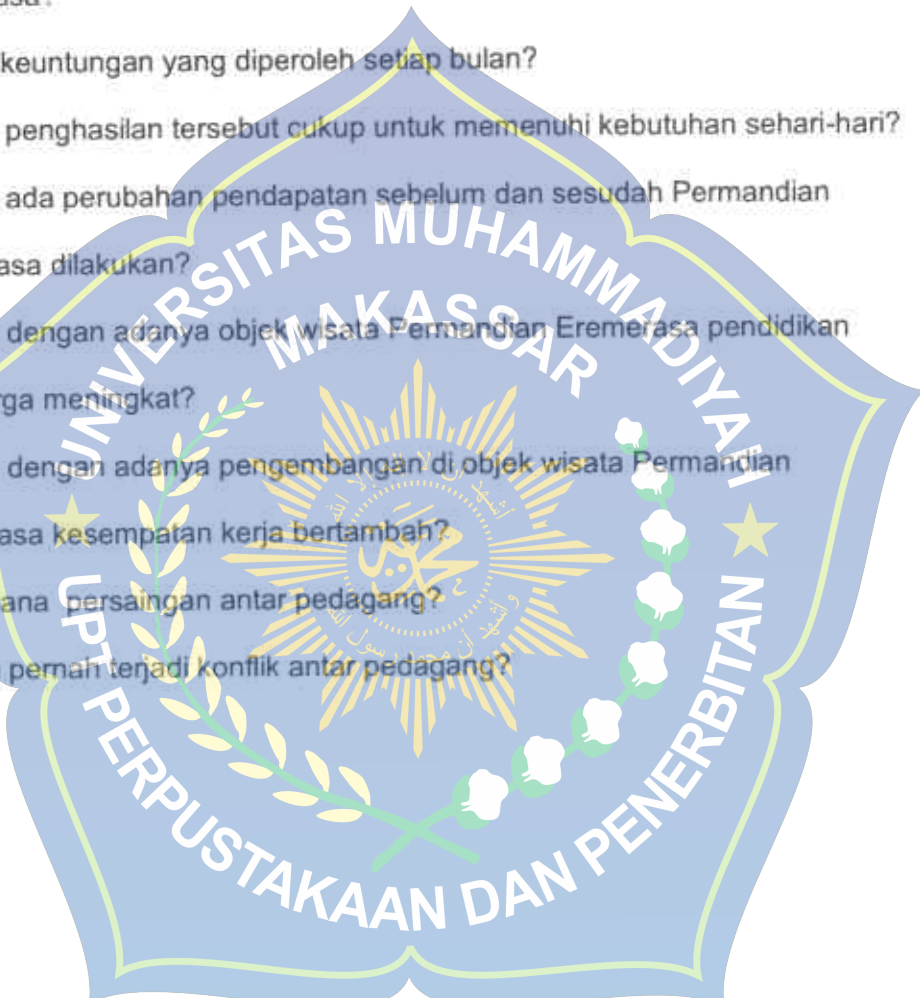 keuntungan yang diperoleh setiap bulan?
penghasilan tersebut cukup untuk memenuhi kebutuhan sehari-hari?
ada perubahan pendapatan sebelum dan sesudah Permandian
asa dilakukan?
dengan adanya objek wisata Permandian Eremerasa pendidikan
rga meningkat?
dengan adanya pengembangan di objek wisata Permandian
asa kesempatan kerja bertambah?
ana persaingan antar pedagang?
pernah terjadi konflik antar pedagang?
UNIVERSITAS MUHAMMADIYAH
MAKASSAR
UPT PERPUSTAKAAN DAN PENERBITAN